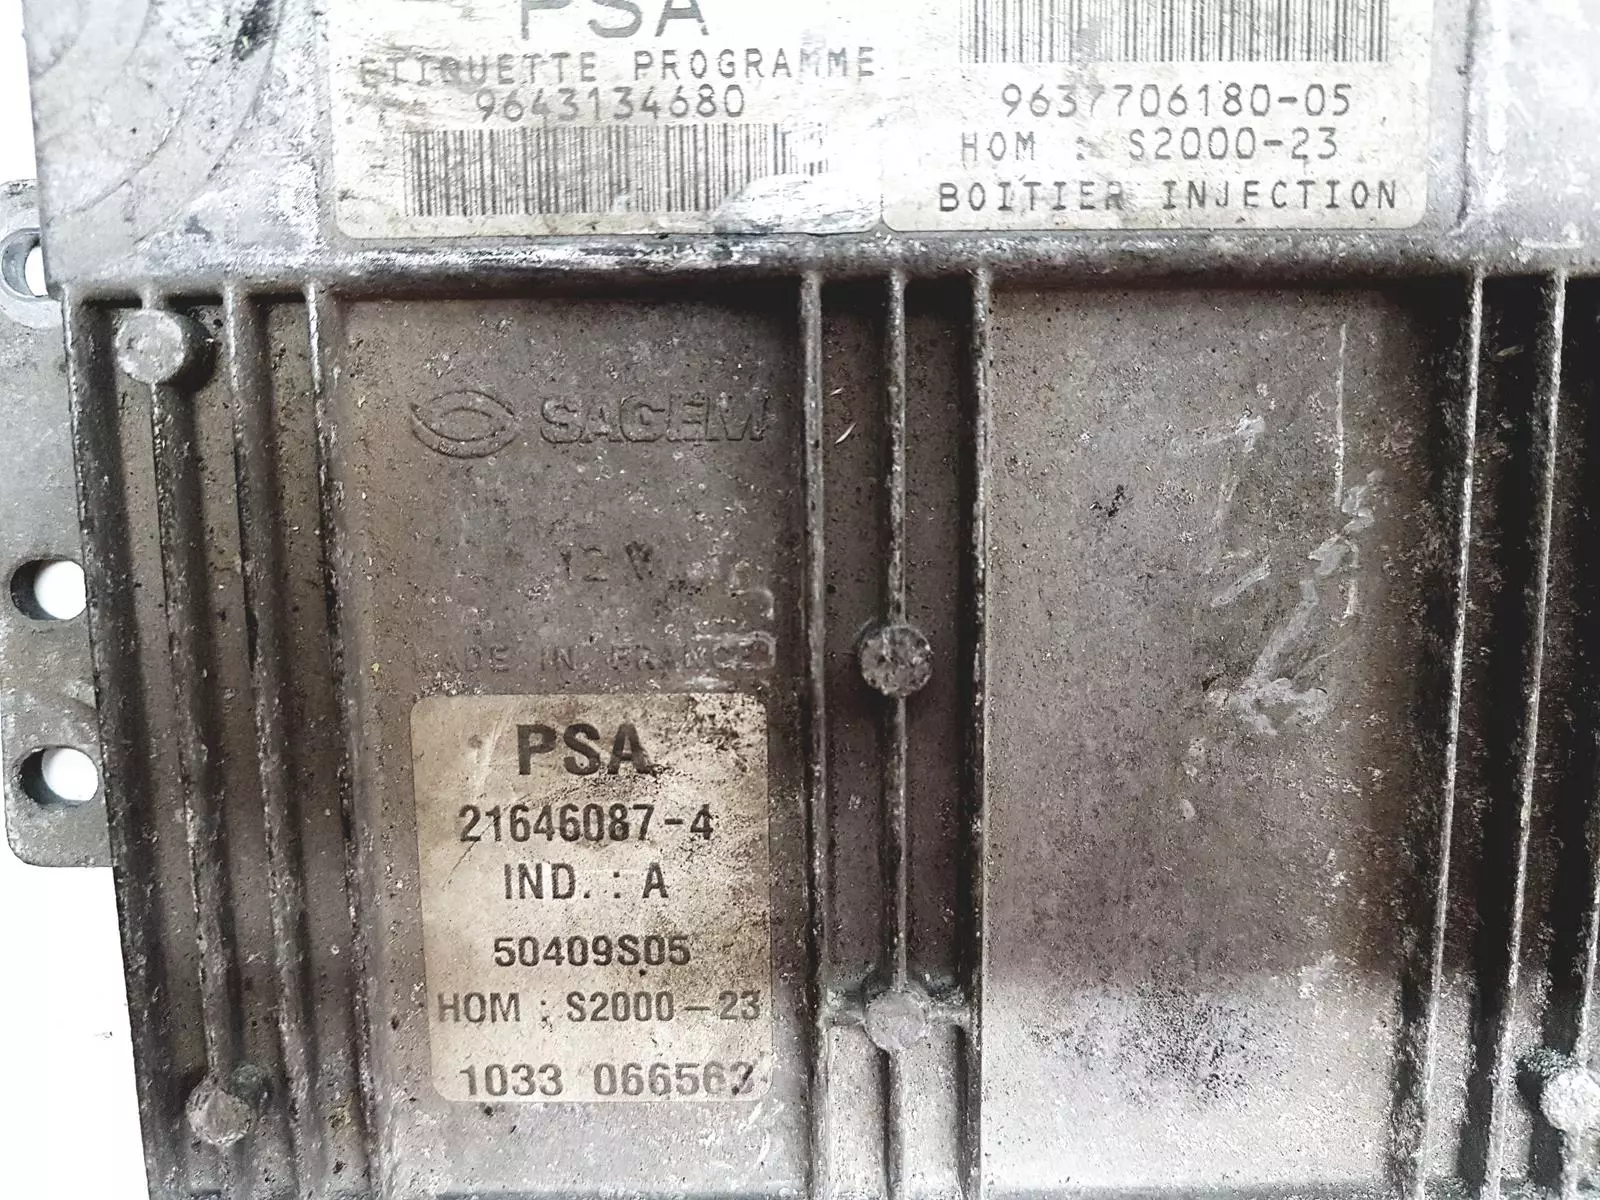 PSA
ETIQUETTE PROGRAMME
9643134680
9637706180-05
HOM : S2000-23
BOITIER INJECTION
SAGEM
12 V
MADE IN FRANCE
PSA
21646087-4
IND. : A
50409S05
HOM : S2000-23
1033 066563